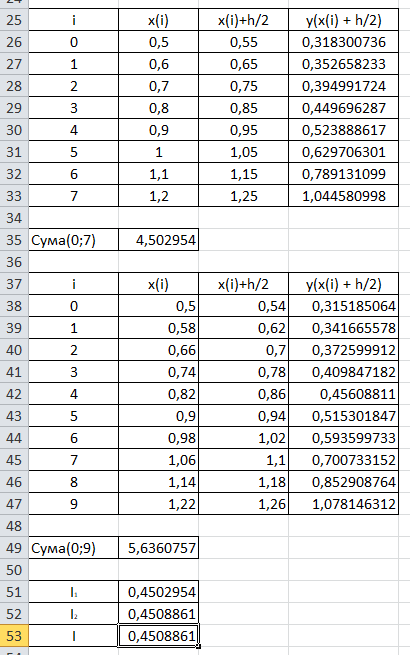 25 i x(i) x(i)+h/2 y(x(i) + h/2)
26 0 0,5 0,55 0,318300736
27 1 0,6 0,65 0,352658233
28 2 0,7 0,75 0,394991724
29 3 0,8 0,85 0,449696287
30 4 0,9 0,95 0,523888617
31 5 1 1,05 0,629706301
32 6 1,1 1,15 0,789131099
33 7 1,2 1,25 1,044580998
34
35 Сума(0;7) 4,502954
36
37 i x(i) x(i)+h/2 y(x(i) + h/2)
38 0 0,5 0,54 0,315185064
39 1 0,58 0,62 0,341665578
40 2 0,66 0,7 0,372599912
41 3 0,74 0,78 0,409847182
42 4 0,82 0,86 0,45608811
43 5 0,9 0,94 0,515301847
44 6 0,98 1,02 0,593599733
45 7 1,06 1,1 0,700733152
46 8 1,14 1,18 0,852908764
47 9 1,22 1,26 1,078146312
48
49 Сума(0;9) 5,6360757
50
51 I₁ 0,4502954
52 I₂ 0,4508861
53 I 0,4508861